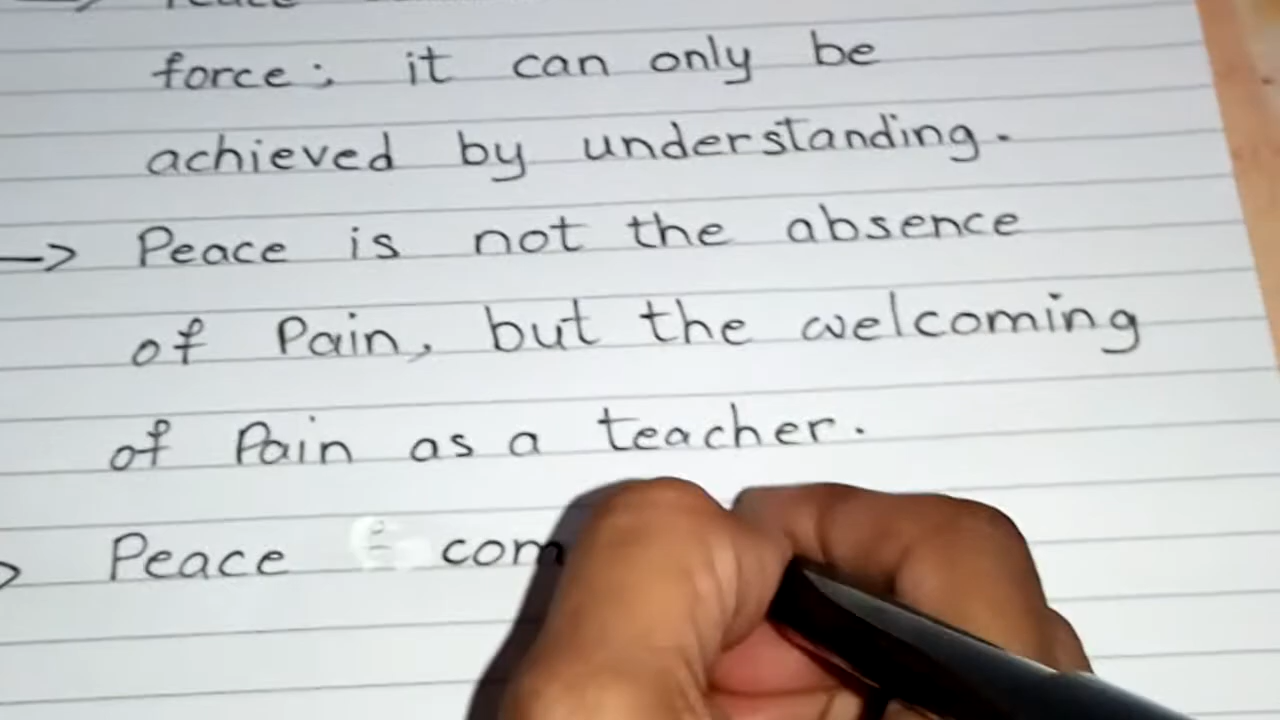 force; it can only be
achieved by understanding.
→ Peace is not the absence
of Pain, but the welcoming
of Pain as a teacher.
Peace com